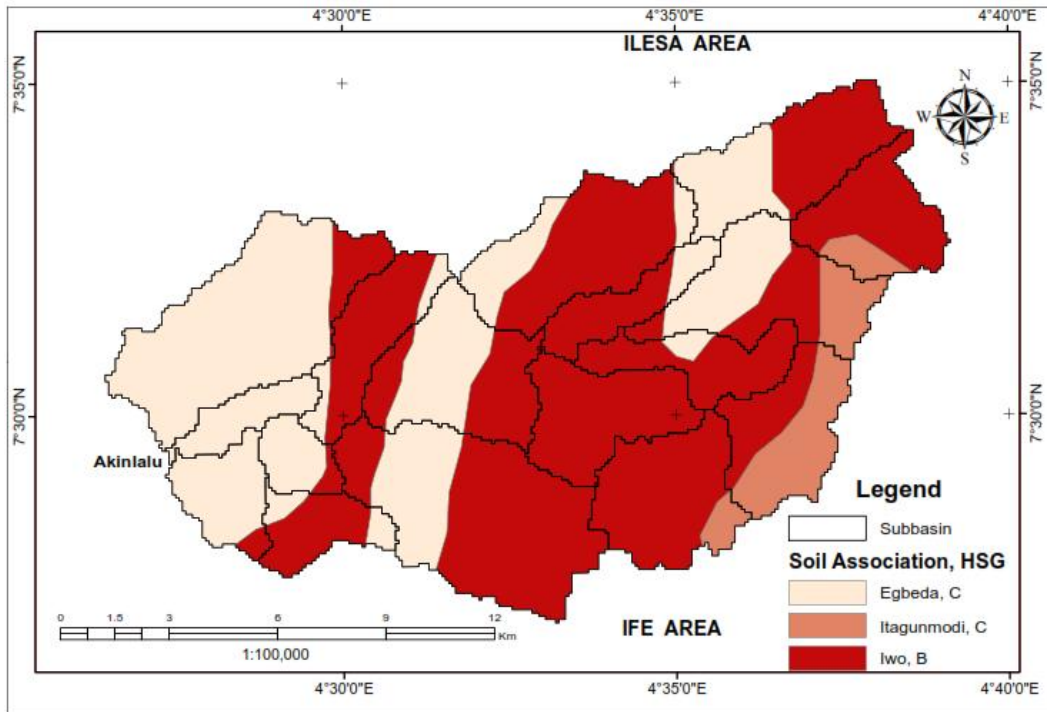 4°30'0"E 4°35'0"E 4°40'0"E
ILESA AREA
7°35'0"N 7°35'0"N
N
W E
S
7°30'0"N 7°30'0"N
Akinlalu
Legend
Subbasin
Soil Association, HSG
Egbeda, C
Itagunmodi, C
Iwo, B
IFE AREA
0 1.5 3 6 9 12
Km
1:100,000
4°30'0"E 4°35'0"E 4°40'0"E